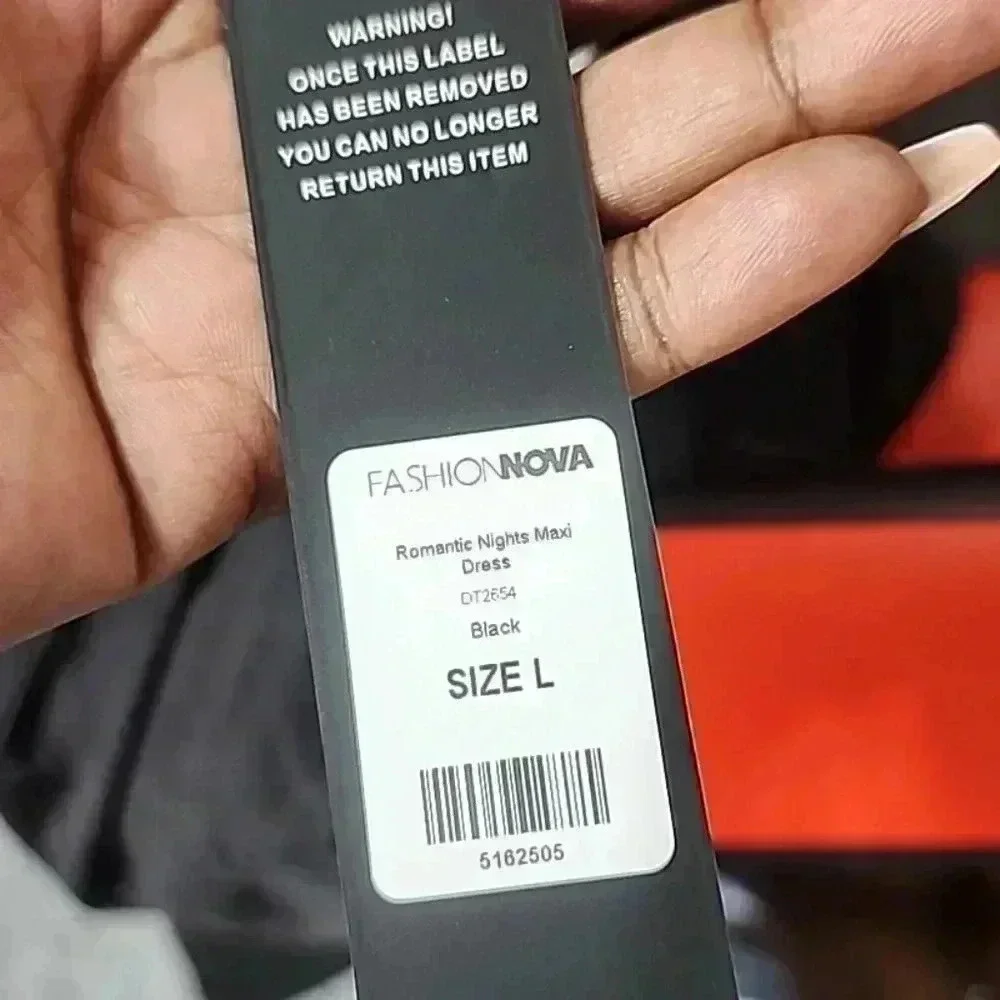 WARNING!
ONCE THIS LABEL
HAS BEEN REMOVED
YOU CAN NO LONGER
RETURN THIS ITEM
FASHIONNOVA
Romantic Nights Maxi
Dress
DT2654
Black
SIZE L
5162505